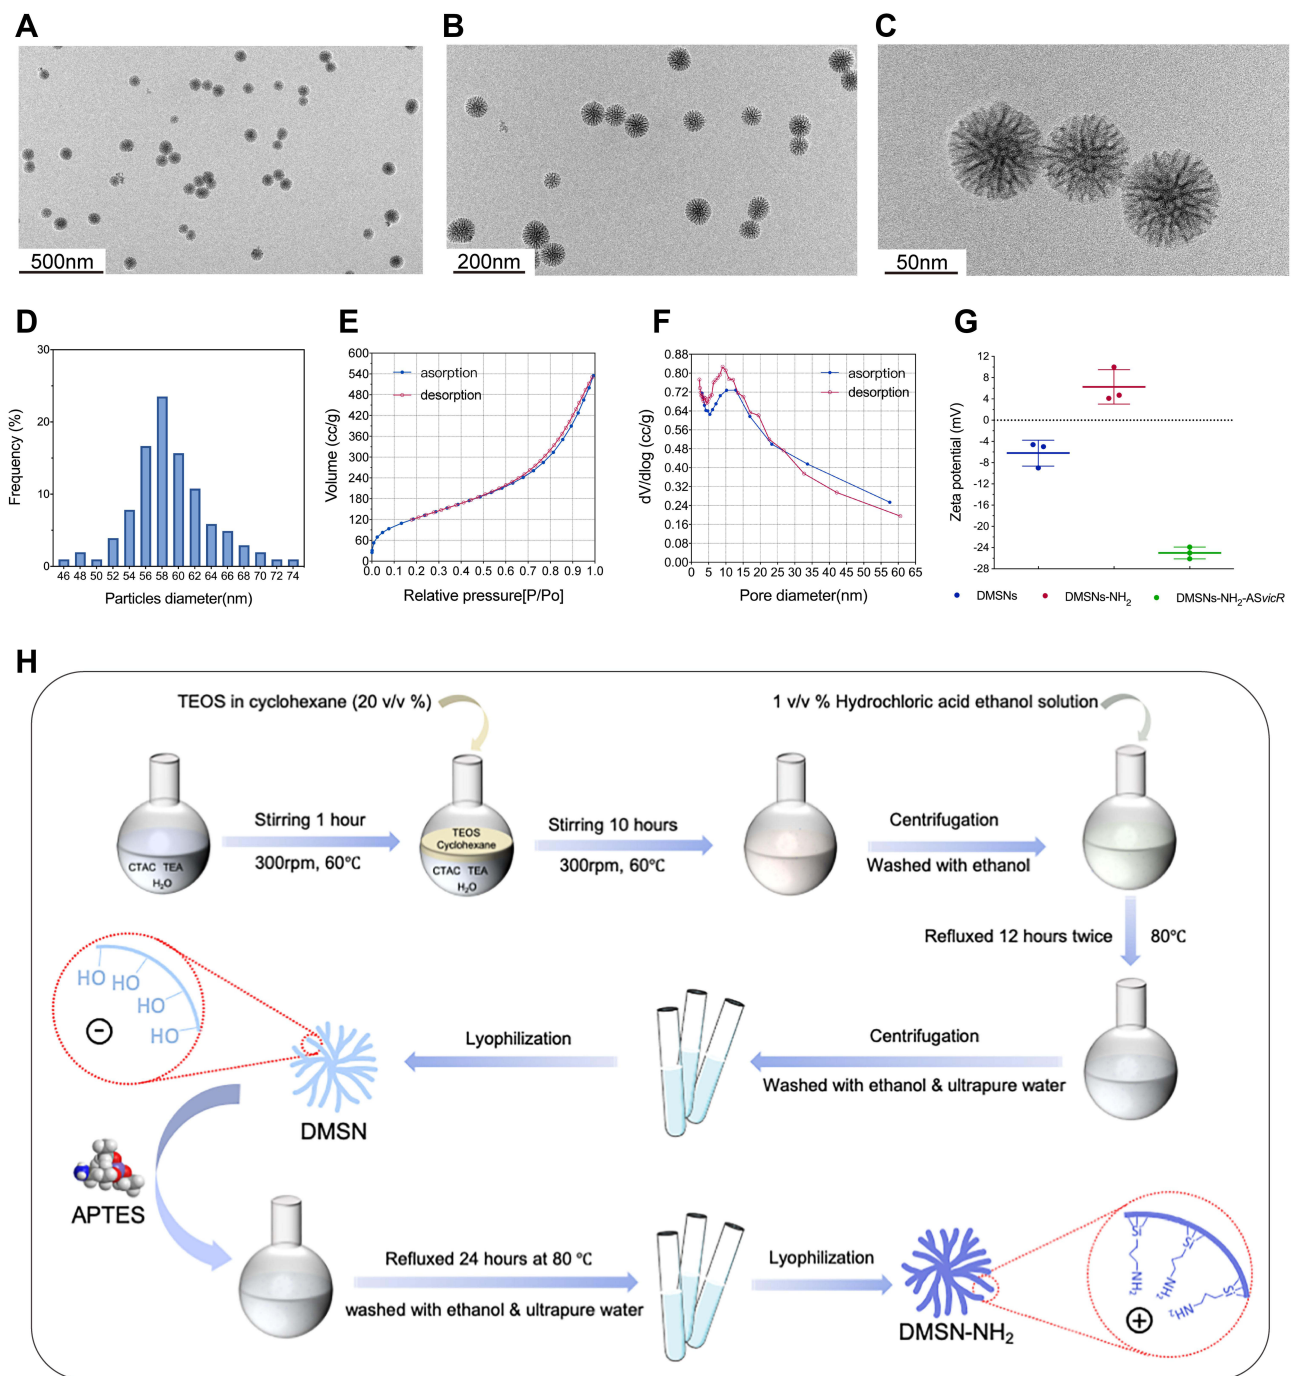 A
B
C
500nm
200nm
50nm
D
E
F
G
30
20
10
0
Frequency (%)
46 48 50 52 54 56 58 60 62 64 66 68 70 72 74
Particles diameter(nm)
600
540
480
420
360
300
240
180
120
60
0
Volume (cc/g)
asorption
desorption
0.0 0.1 0.2 0.3 0.4 0.5 0.6 0.7 0.8 0.9 1.0
Relative pressure[P/Po]
0.88
0.80
0.72
0.64
0.56
0.48
0.40
0.32
0.24
0.16
0.08
0.00
dV/dlog (cc/g)
asorption
desorption
0 5 10 15 20 25 30 35 40 45 50 55 60 65
Pore diameter(nm)
12
8
4
0
-4
-8
-12
-16
-20
-24
-28
Zeta potential (mV)
DMSNs
DMSNs-NH₂
DMSNs-NH₂-ASvicR
H
TEOS in cyclohexane (20 v/v %)
1 v/v % Hydrochloric acid ethanol solution
CTAC TEA
H₂O
Stirring 1 hour
300rpm, 60℃
TEOS
Cyclohexane
CTAC TEA
H₂O
Stirring 10 hours
300rpm, 60℃
Centrifugation
Washed with ethanol
Refluxed 12 hours twice
80℃
Centrifugation
Washed with ethanol & ultrapure water
Lyophilization
HO
HO
HO
HO
−
DMSN
APTES
Refluxed 24 hours at 80 ℃
washed with ethanol & ultrapure water
Lyophilization
DMSN-NH₂
Si
Si
Si
NH₂
NH₂
NH₂
+